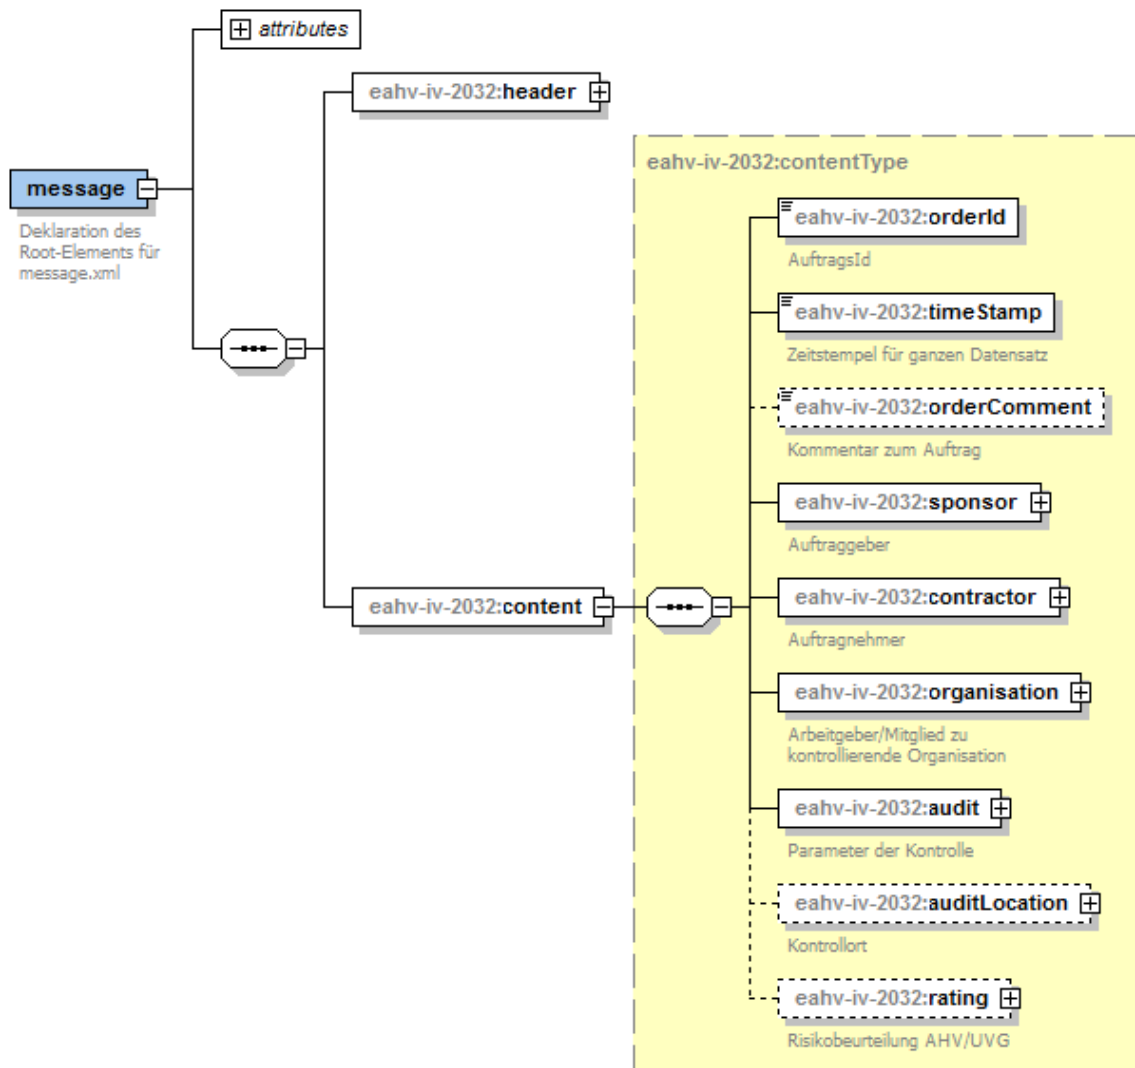 attributes
eahv-iv-2032:header
message
Deklaration des
Root-Elements für
message.xml
eahv-iv-2032:content
eahv-iv-2032:contentType
eahv-iv-2032:orderId
AuftragsId
eahv-iv-2032:timeStamp
Zeitstempel für ganzen Datensatz
eahv-iv-2032:orderComment
Kommentar zum Auftrag
eahv-iv-2032:sponsor
Auftraggeber
eahv-iv-2032:contractor
Auftragnehmer
eahv-iv-2032:organisation
Arbeitgeber/Mitglied zu
kontrollierende Organisation
eahv-iv-2032:audit
Parameter der Kontrolle
eahv-iv-2032:auditLocation
Kontrollort
eahv-iv-2032:rating
Risikobeurteilung AHV/UVG